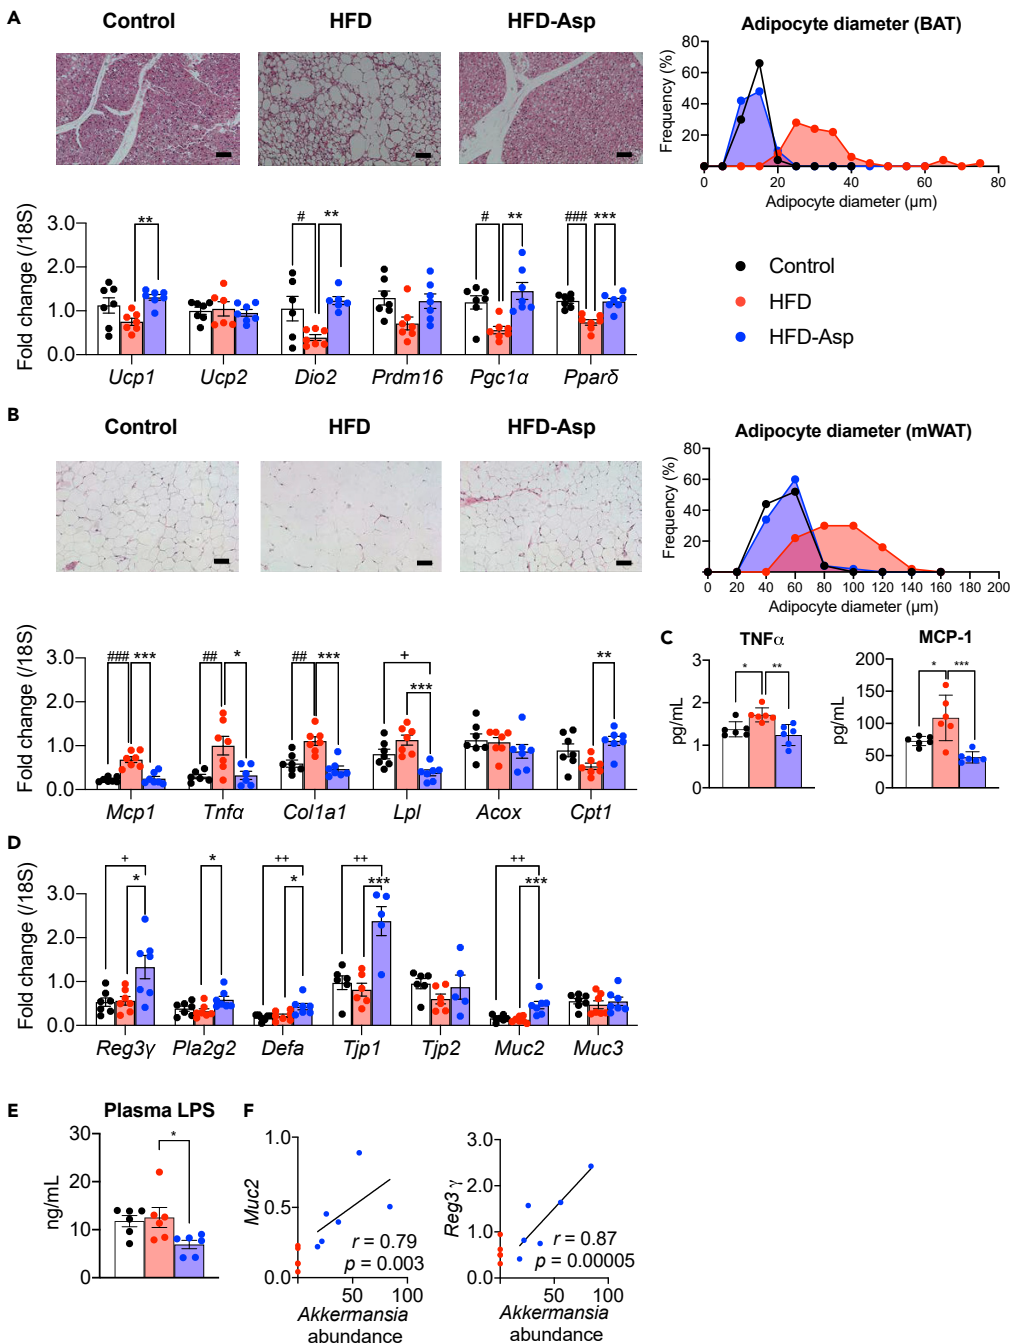 A
Control
HFD
HFD-Asp
Adipocyte diameter (BAT)
Frequency (%)
80
60
40
20
0
20
40
60
80
Adipocyte diameter (µm)
Fold change (/18S)
3.0
2.0
1.0
0.0
**
#
**
#
**
###
***
Ucp1
Ucp2
Dio2
Prdm16
Pgc1α
Pparδ
Control
HFD
HFD-Asp
B
Control
HFD
HFD-Asp
Adipocyte diameter (mWAT)
Frequency (%)
80
60
40
20
0
0
20
40
60
80
100
120
140
160
200
Adipocyte diameter (µm)
Fold change (/18S)
3.0
2.0
1.0
0.0
###
***
##
*
##
***
+
***
**
Mcp1
Tnfα
Col1a1
Lpl
Acox
Cpt1
C
TNFα
pg/mL
3
2
1
0
*
**
MCP-1
pg/mL
200
150
100
50
0
*
***
D
Fold change (/18S)
3.0
2.0
1.0
0.0
+
*
*
++
*
++
***
++
***
Reg3γ
Pla2g2
Defa
Tjp1
Tjp2
Muc2
Muc3
E
Plasma LPS
ng/mL
30
20
10
0
*
F
Muc2
1.0
0.5
0.0
r = 0.79
p = 0.003
50
100
Akkermansia
abundance
Reg3 γ
3.0
2.0
1.0
0.0
r = 0.87
p = 0.00005
50
100
Akkermansia
abundance